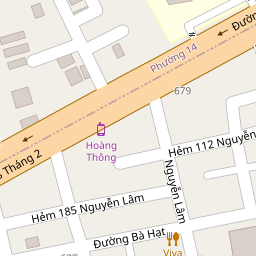 Đườn
Phường 14
679
Hoàng
Thông
Tháng 2
Hẻm 112 Nguyễn
Nguyễn Lâm
Hẻm 185 Nguyễn Lâm
Đường Bà Hạt
Viva